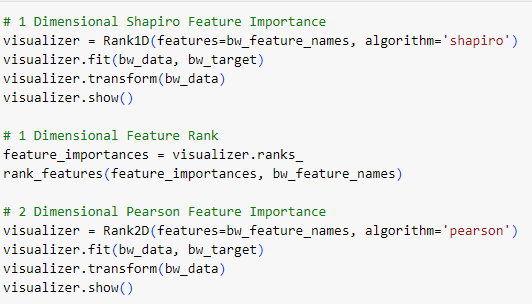 # 1 Dimensional Shapiro Feature Importance
visualizer = Rank1D(features=bw_feature_names, algorithm='shapiro')
visualizer.fit(bw_data, bw_target)
visualizer.transform(bw_data)
visualizer.show()

# 1 Dimensional Feature Rank
feature_importances = visualizer.ranks_
rank_features(feature_importances, bw_feature_names)

# 2 Dimensional Pearson Feature Importance
visualizer = Rank2D(features=bw_feature_names, algorithm='pearson')
visualizer.fit(bw_data, bw_target)
visualizer.transform(bw_data)
visualizer.show()